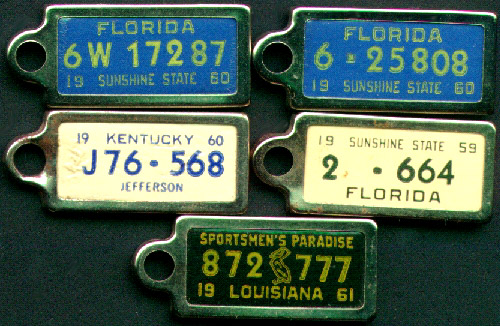 FLORIDA
6W 17287
19 SUNSHINE STATE 60
FLORIDA
6-25808
19 SUNSHINE STATE 60
19 KENTUCKY 60
J76·568
JEFFERSON
19 SUNSHINE STATE 59
2 ·664
FLORIDA
SPORTSMEN'S PARADISE
872 777
19 LOUISIANA 61